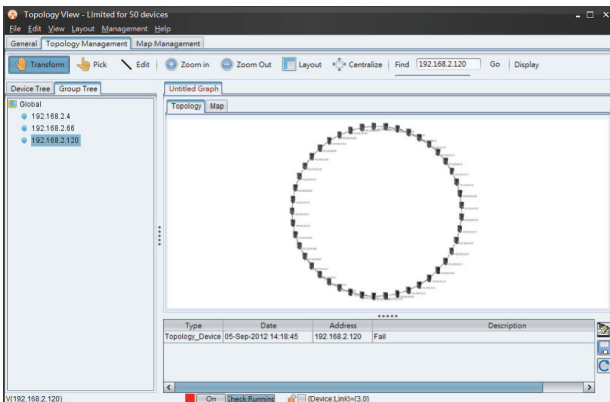 Topology View - Limited for 50 devices
File Edit View Layout Management Help
General Topology Management Map Management
Transform Pick Edit Zoom in Zoom Out Layout Centralize Find 192.168.2.120 Go Display
Device Tree Group Tree Untitled Graph
Global
192.168.2.4
192.168.2.66
192.168.2.120
Topology Map
Type Date Address Description
Topology_Device 05-Sep-2012 14:18:45 192.168.2.120 Fail
V(192.168.2.120) On Check Running (Device:Link)=(3,0)